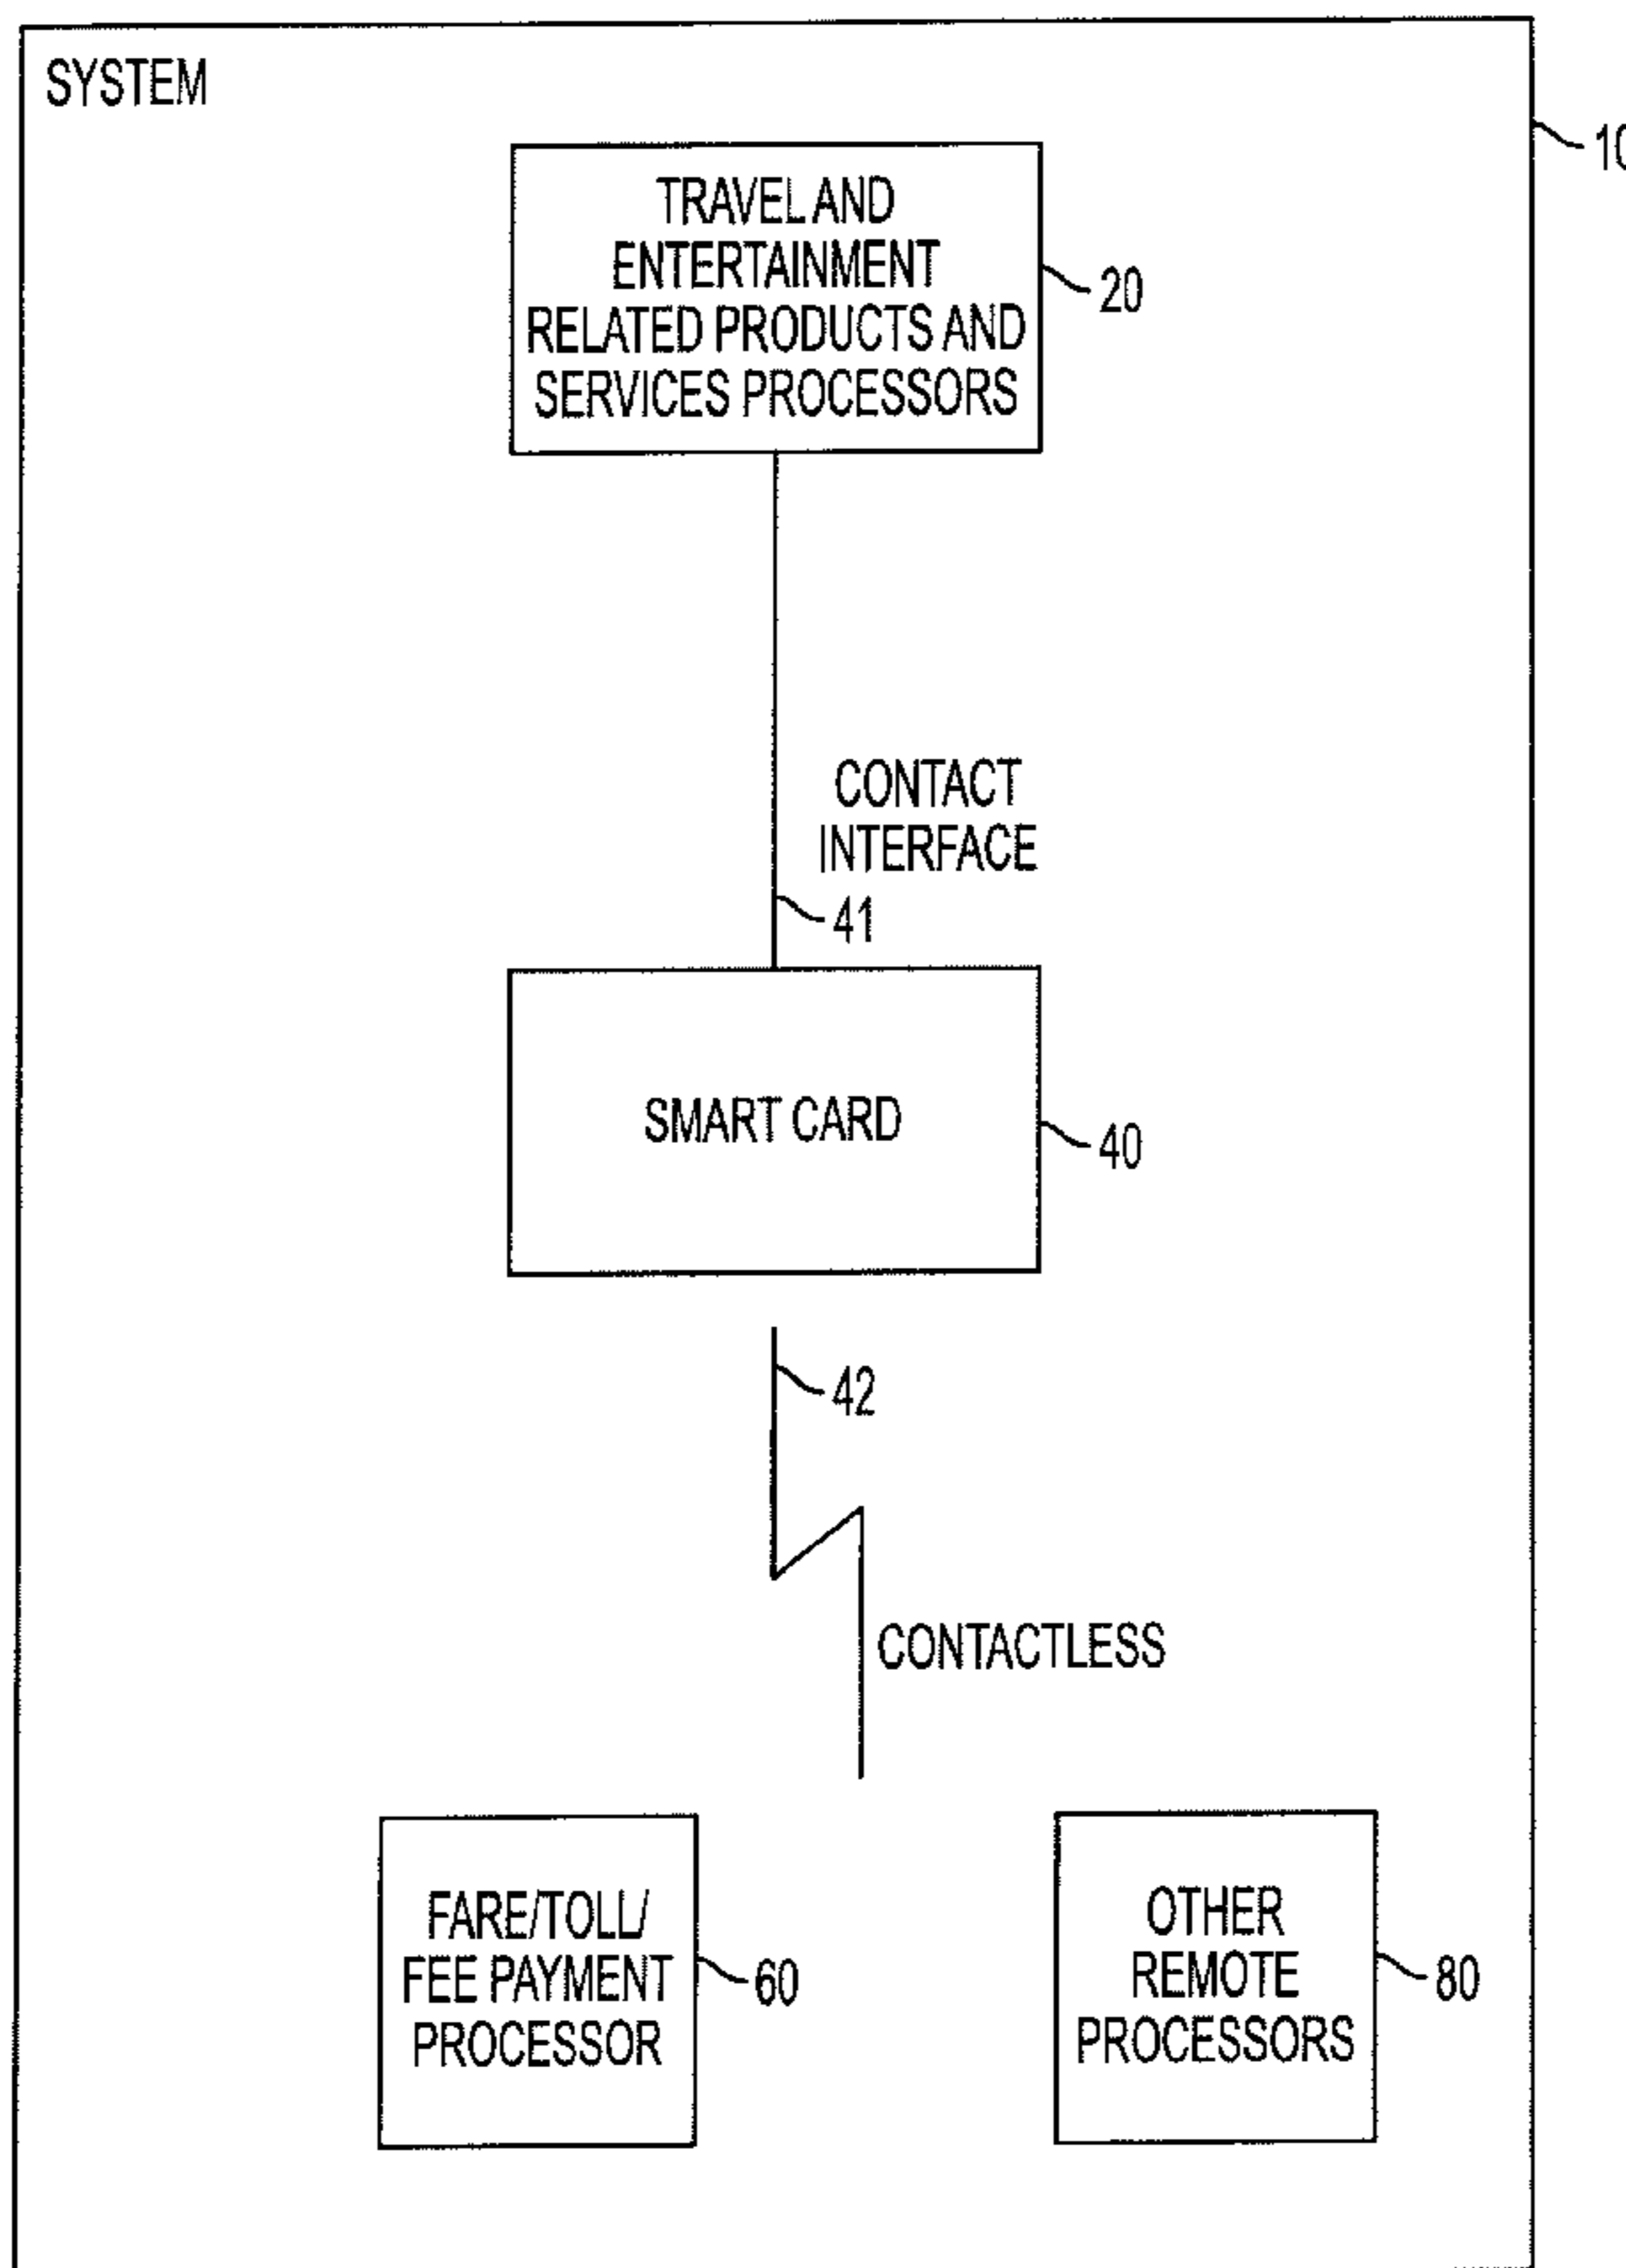 SYSTEM
10
TRAVEL AND
ENTERTAINMENT
RELATED PRODUCTS AND
SERVICES PROCESSORS
20
CONTACT
INTERFACE
41
SMART CARD
40
42
CONTACTLESS
FARE/TOLL/
FEE PAYMENT
PROCESSOR
60
OTHER
REMOTE
PROCESSORS
80